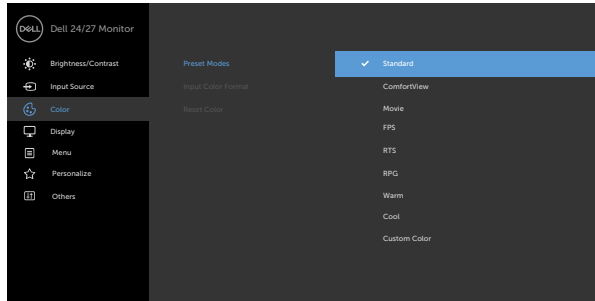 DELL
Dell 24/27 Monitor
Brightness/Contrast
Input Source
Color
Display
Menu
Personalize
Others
Preset Modes
Input Color Format
Reset Color
Standard
ComfortView
Movie
FPS
RTS
RPG
Warm
Cool
Custom Color